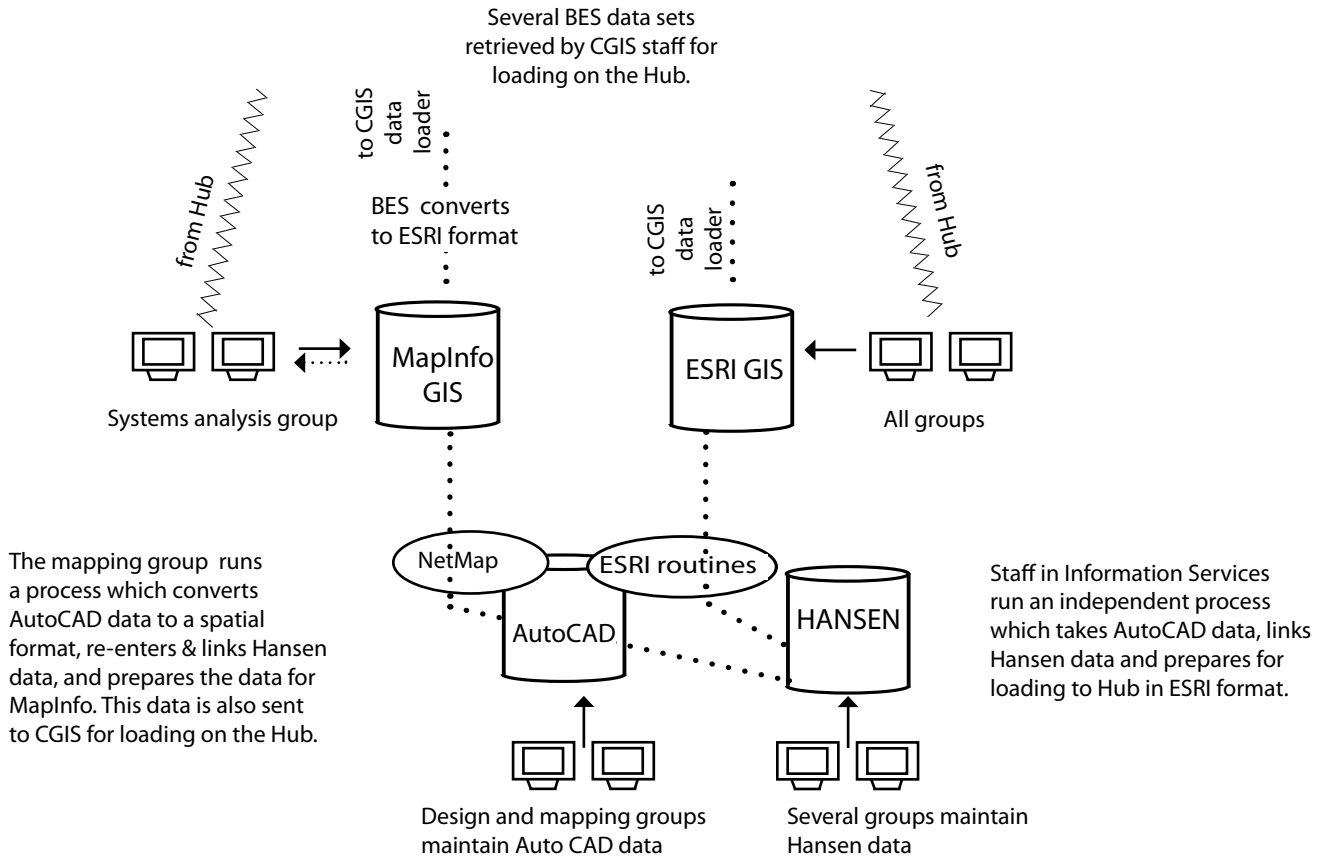 Several BES data sets
retrieved by CGIS staff for
loading on the Hub.
from Hub
to CGIS
data
loader
BES converts
to ESRI format
to CGIS
data
loader
from Hub
MapInfo
GIS
ESRI GIS
Systems analysis group
All groups
NetMap
ESRI routines
AutoCAD
HANSEN
The mapping group runs
a process which converts
AutoCAD data to a spatial
format, re-enters & links Hansen
data, and prepares the data for
MapInfo. This data is also sent
to CGIS for loading on the Hub.
Staff in Information Services
run an independent process
which takes AutoCAD data, links
Hansen data and prepares for
loading to Hub in ESRI format.
Design and mapping groups
maintain Auto CAD data
Several groups maintain
Hansen data